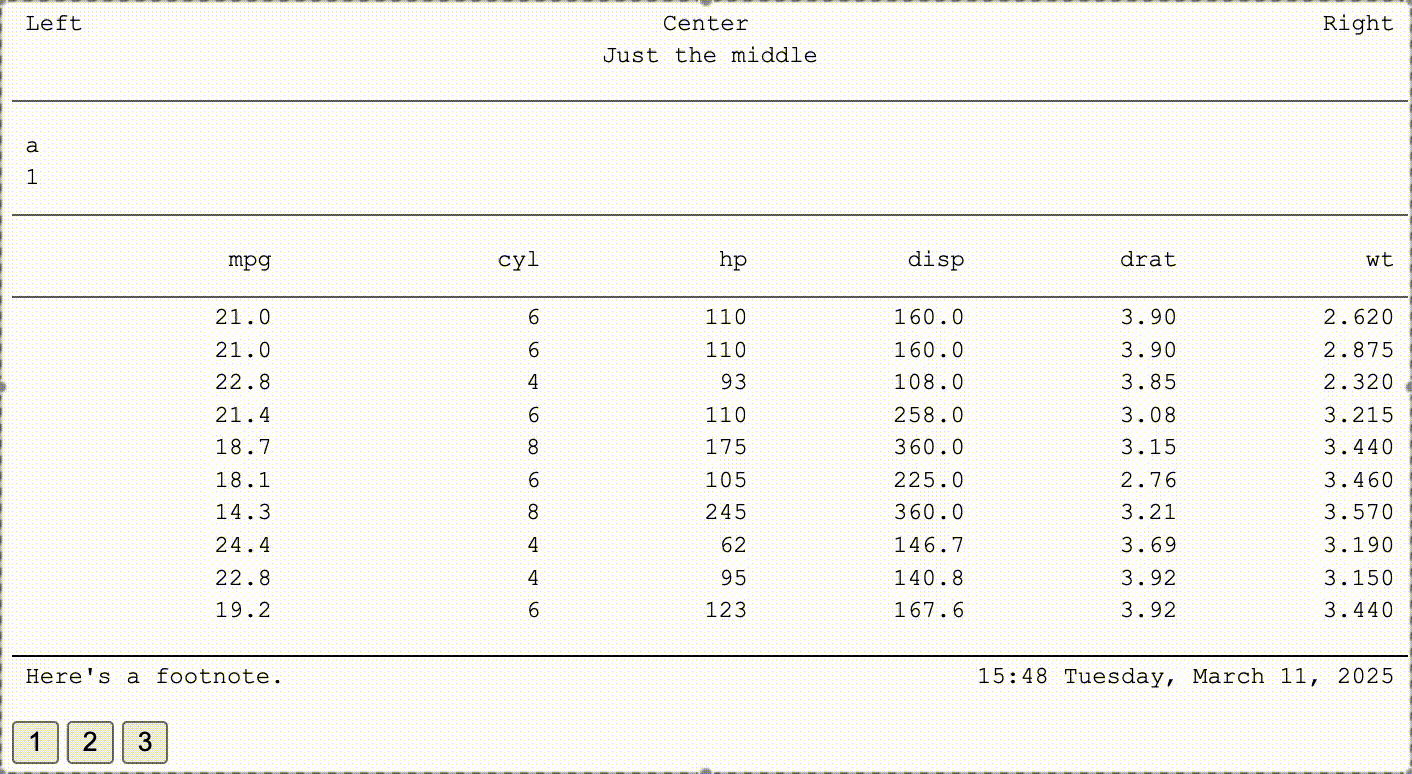 Left Center Right
Just the middle
a
1
mpg cyl hp disp drat wt
21.0 6 110 160.0 3.90 2.620
21.0 6 110 160.0 3.90 2.875
22.8 4 93 108.0 3.85 2.320
21.4 6 110 258.0 3.08 3.215
18.7 8 175 360.0 3.15 3.440
18.1 6 105 225.0 2.76 3.460
14.3 8 245 360.0 3.21 3.570
24.4 4 62 146.7 3.69 3.190
22.8 4 95 140.8 3.92 3.150
19.2 6 123 167.6 3.92 3.440
Here's a footnote. 15:48 Tuesday, March 11, 2025
1 2 3